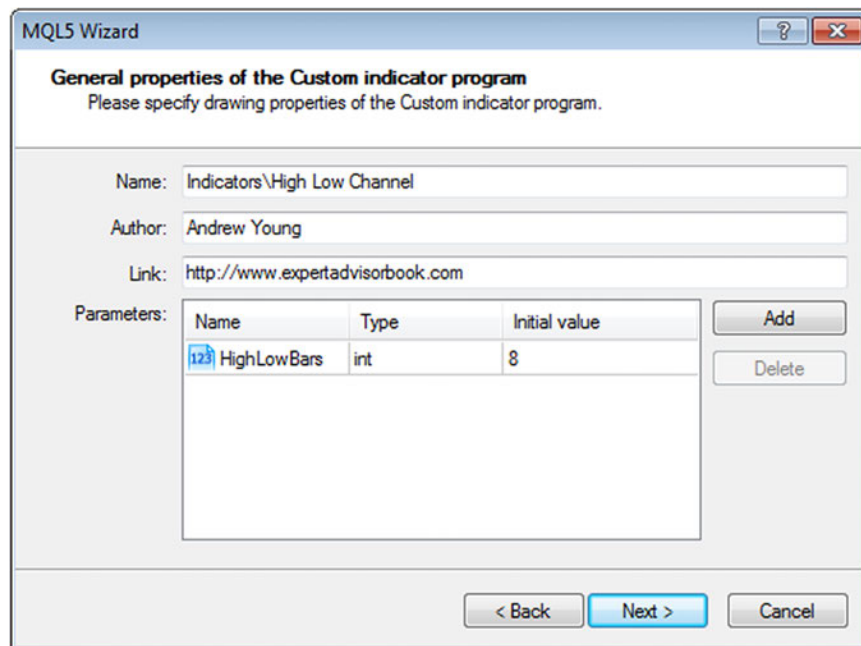 MQL5 Wizard
General properties of the Custom indicator program
Please specify drawing properties of the Custom indicator program.
Name: Indicators\High Low Channel
Author: Andrew Young
Link: http://www.expertadvisorbook.com
Parameters: Name Type Initial value Add
123 HighLowBars int 8 Delete
< Back Next > Cancel